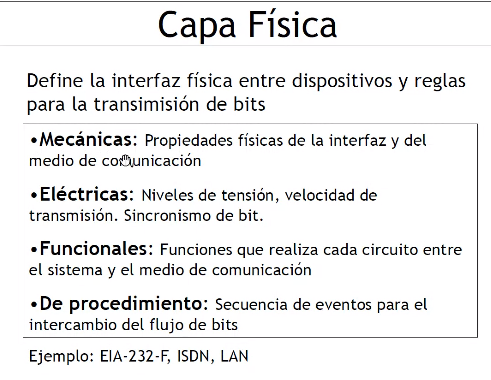 Capa Física
Define la interfaz física entre dispositivos y reglas
para la transimisión de bits
•Mecánicas: Propiedades físicas de la interfaz y del
medio de comunicación
•Eléctricas: Niveles de tensión, velocidad de
transmisión. Sincronismo de bit.
•Funcionales: Funciones que realiza cada circuito entre
el sistema y el medio de comunicación
•De procedimiento: Secuencia de eventos para el
intercambio del flujo de bits
Ejemplo: EIA-232-F, ISDN, LAN